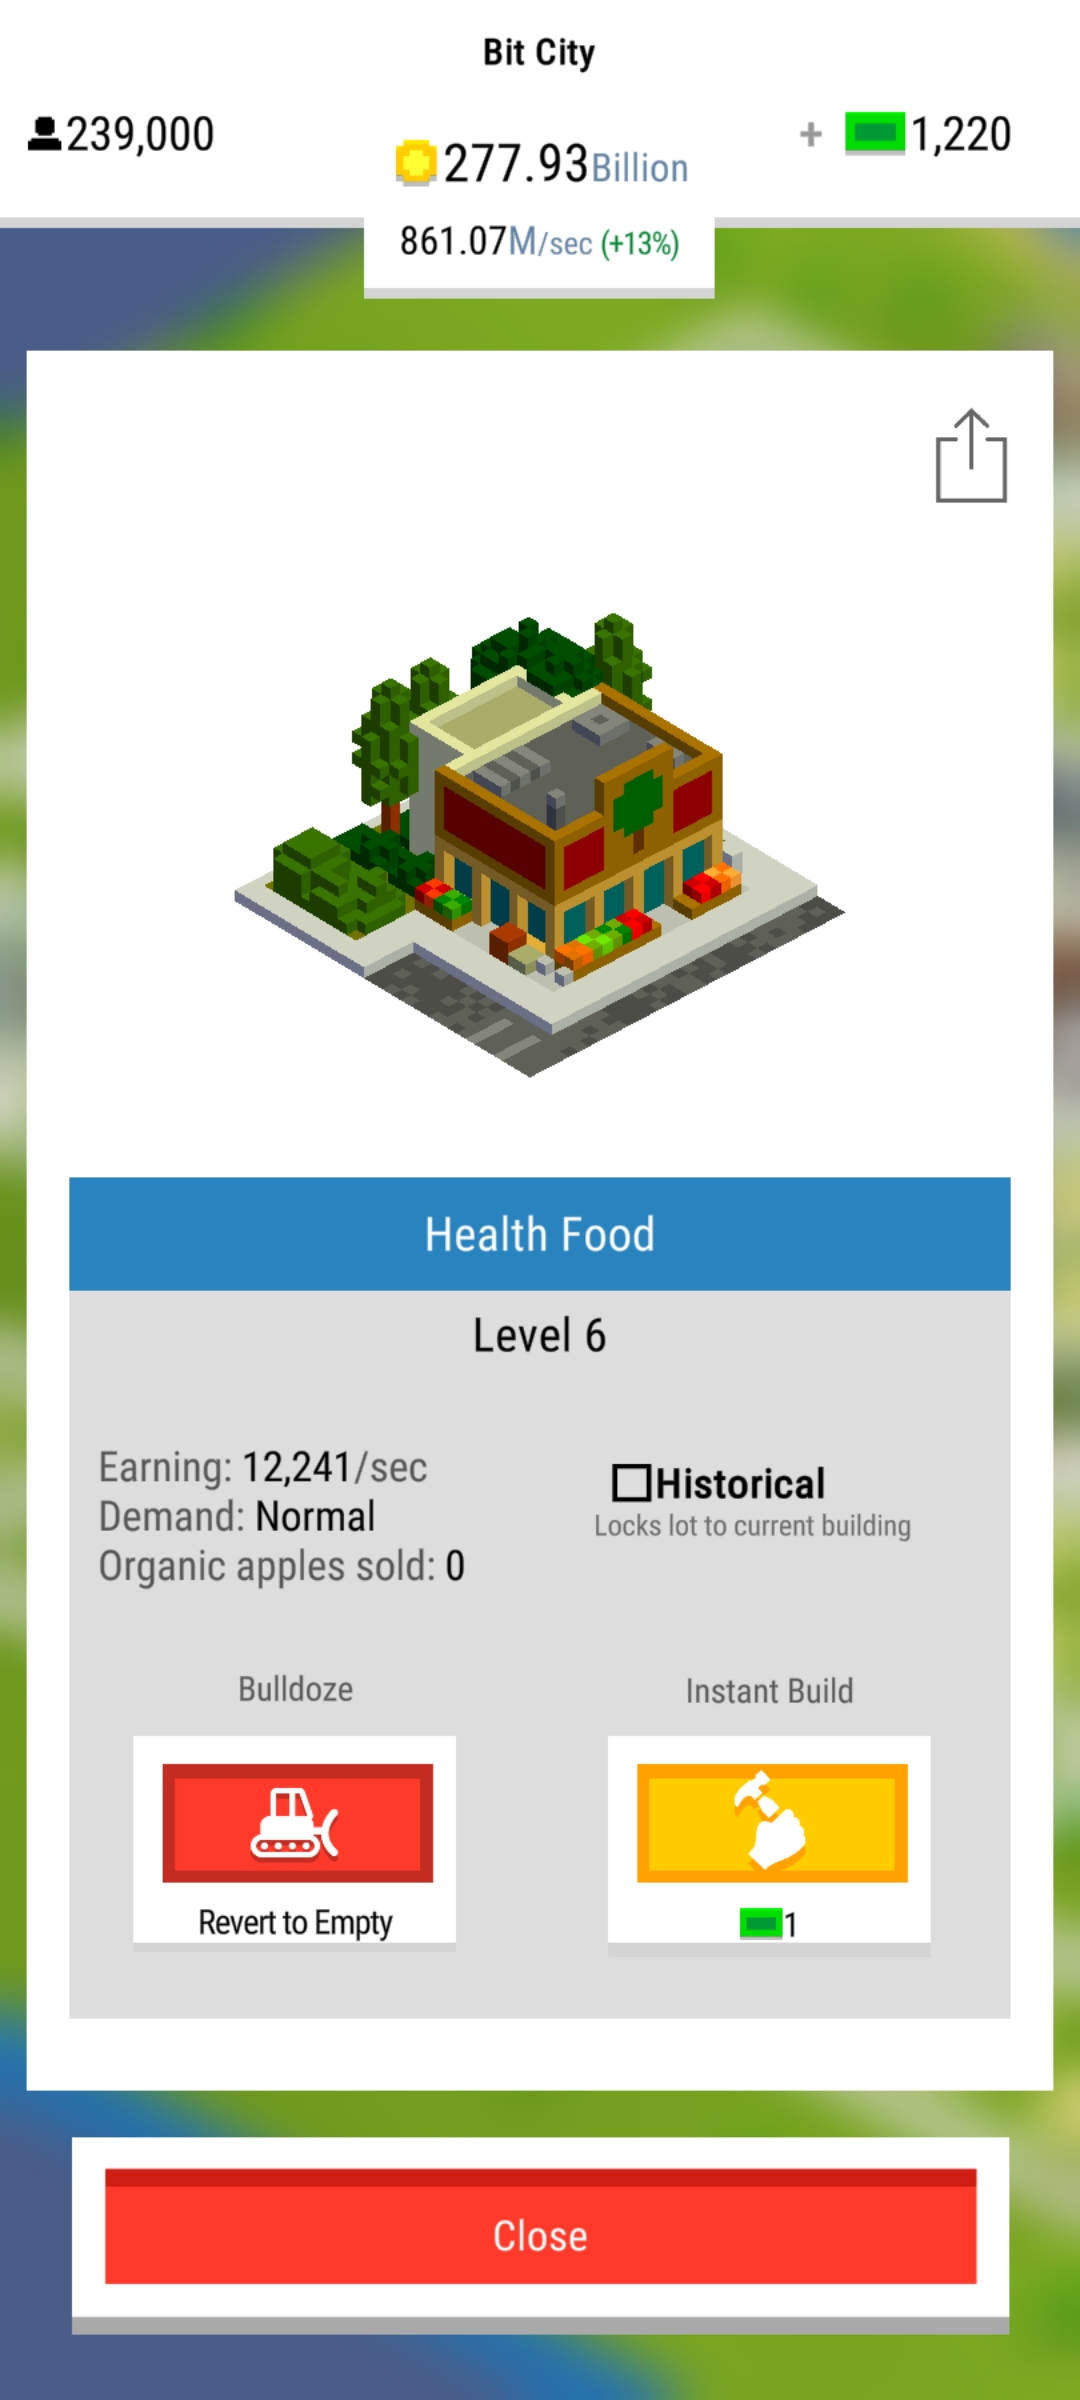 Bit City
239,000
277.93 Billion
+ 1,220
861.07M/sec (+13%)
Health Food
Level 6
Earning: 12,241/sec
Demand: Normal
Organic apples sold: 0
Historical
Locks lot to current building
Bulldoze
Instant Build
Revert to Empty
1
Close